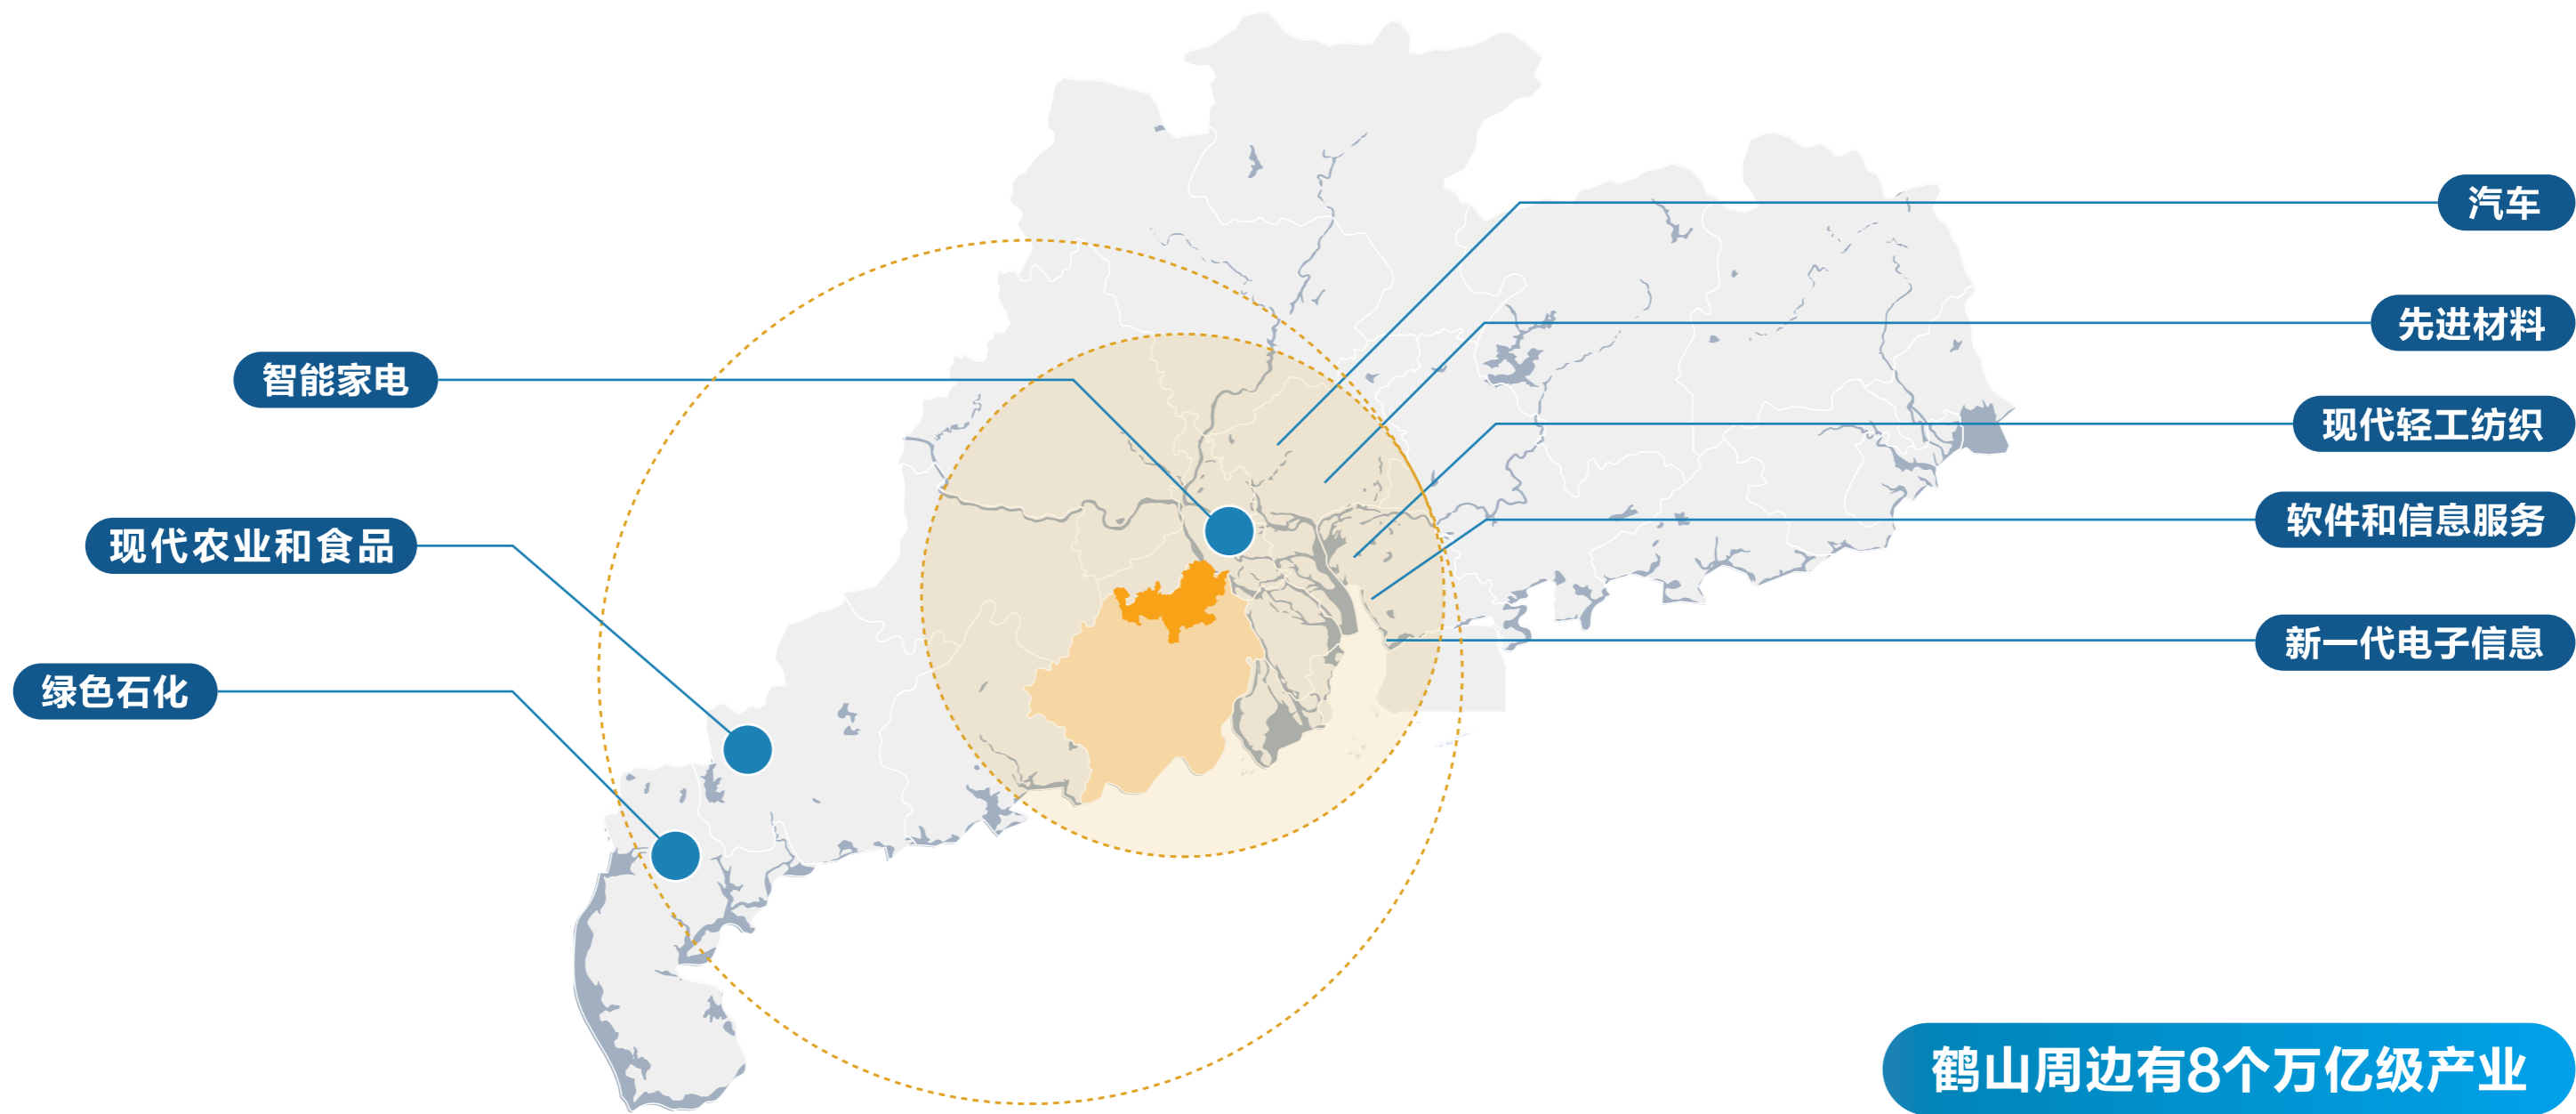 汽车
先进材料
智能家电
现代轻工纺织
软件和信息服务
现代农业和食品
新一代电子信息
绿色石化
鹤山周边有8个万亿级产业